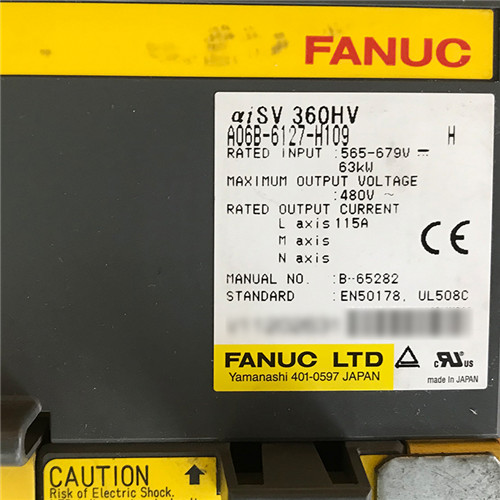 FANUC
αiSV 360HV
A06B-6127-H109 H
RATED INPUT :565-679V ⎓
63kW
MAXIMUM OUTPUT VOLTAGE
:480V ~
RATED OUTPUT CURRENT
L axis 115A
M axis
N axis
CE
MANUAL NO. :B-65282
STANDARD :EN50178, UL508C
FANUC LTD
Yamanashi 401-0597 JAPAN
c RU us
made in JAPAN
CAUTION
Risk of Electric Shock.